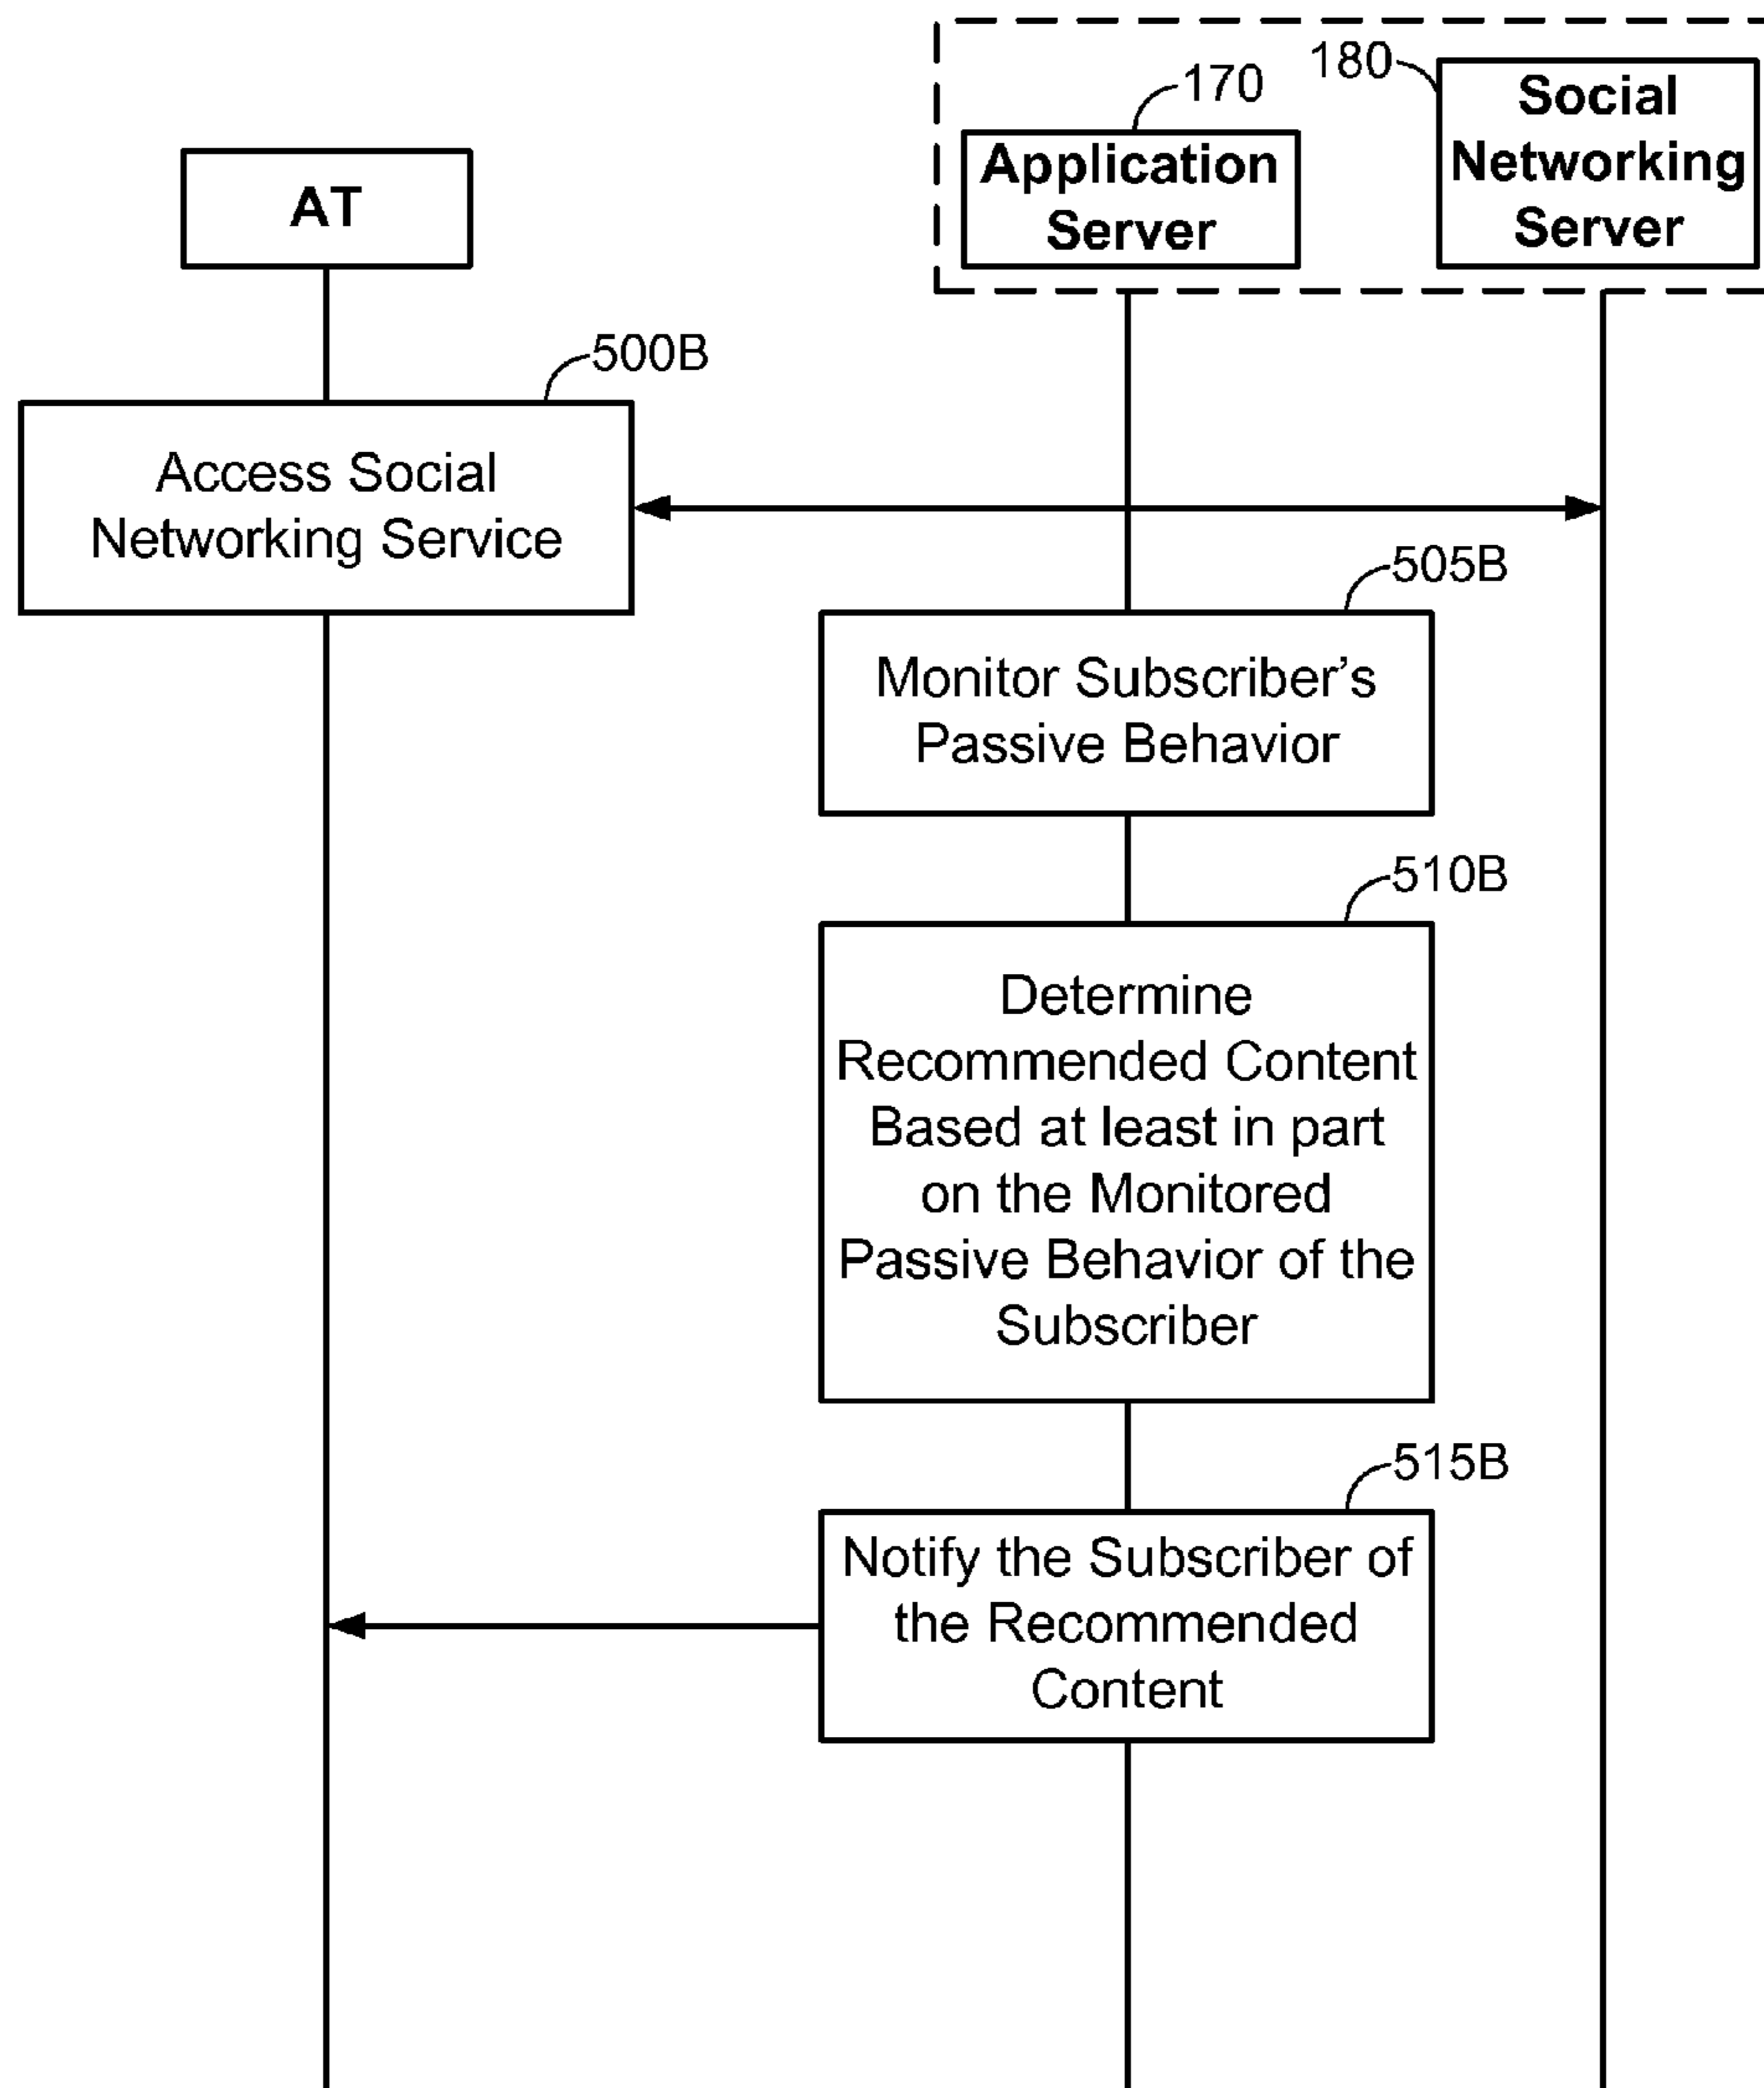 180
Social
Networking
Server
170
Application
Server
AT
500B
Access Social
Networking Service
505B
Monitor Subscriber’s
Passive Behavior
510B
Determine
Recommended Content
Based at least in part
on the Monitored
Passive Behavior of the
Subscriber
515B
Notify the Subscriber of
the Recommended
Content